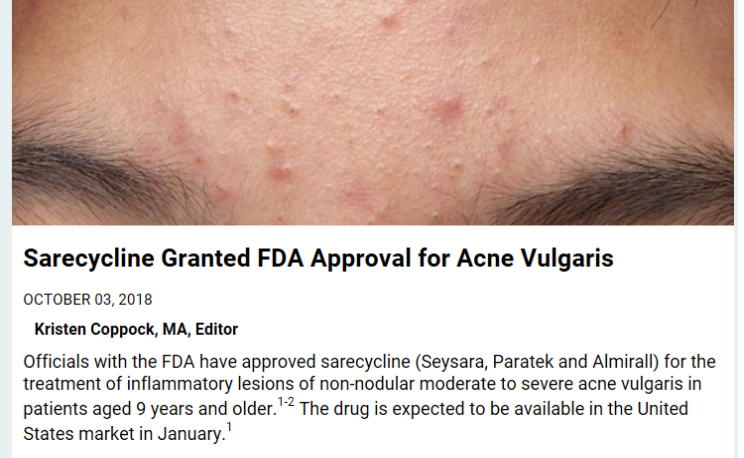 Sarecycline Granted FDA Approval for Acne Vulgaris
OCTOBER 03, 2018
Kristen Coppock, MA, Editor
Officials with the FDA have approved sarecycline (Seysara, Paratek and Almirall) for the
treatment of inflammatory lesions of non-nodular moderate to severe acne vulgaris in
patients aged 9 years and older.1-2 The drug is expected to be available in the United
States market in January.1